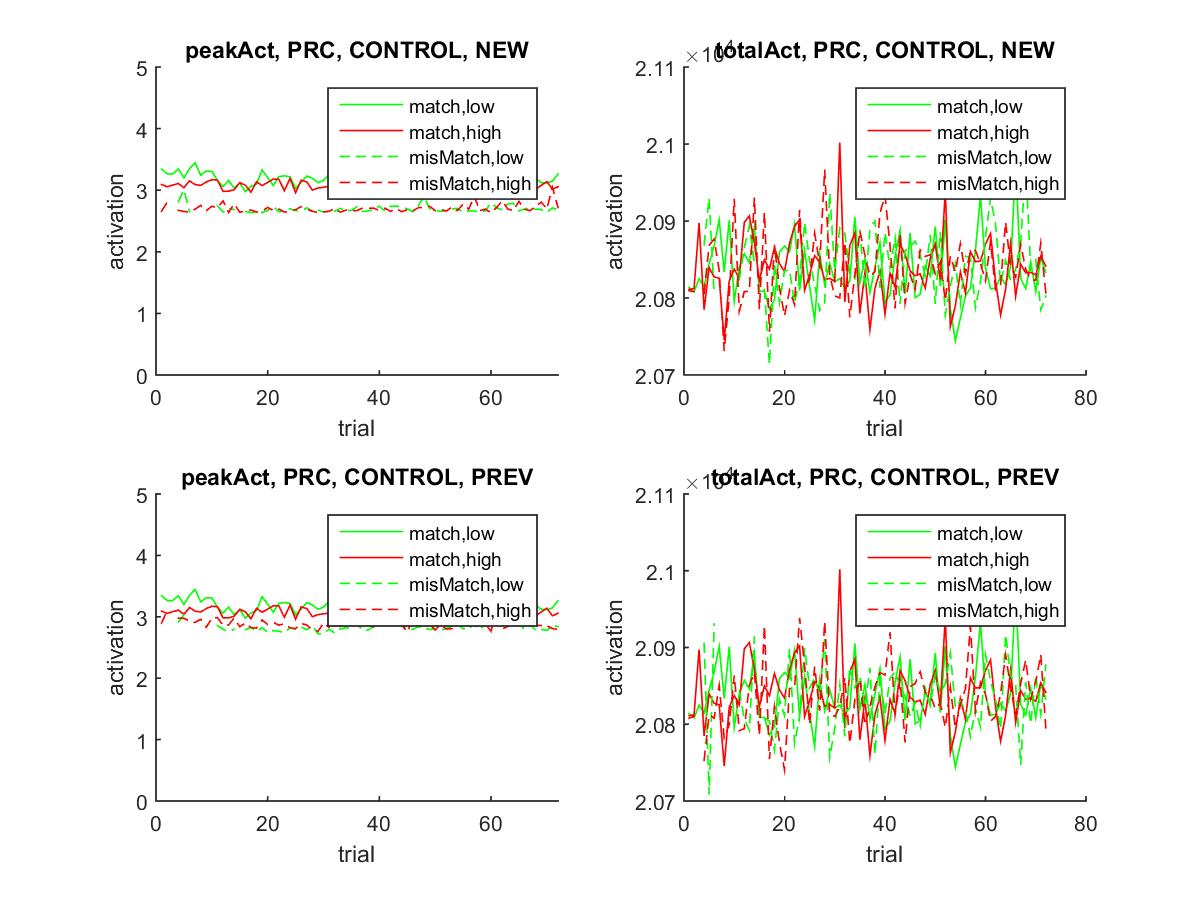 peakAct, PRC, CONTROL, NEW
5
4
3
2
1
0
activation
0 20 40 60
trial
match,low
match,high
misMatch,low
misMatch,high
totalAct, PRC, CONTROL, NEW
×10⁴
2.11
2.1
2.09
2.08
2.07
activation
0 20 40 60 80
trial
match,low
match,high
misMatch,low
misMatch,high
peakAct, PRC, CONTROL, PREV
5
4
3
2
1
0
activation
0 20 40 60
trial
match,low
match,high
misMatch,low
misMatch,high
totalAct, PRC, CONTROL, PREV
×10⁴
2.11
2.1
2.09
2.08
2.07
activation
0 20 40 60 80
trial
match,low
match,high
misMatch,low
misMatch,high